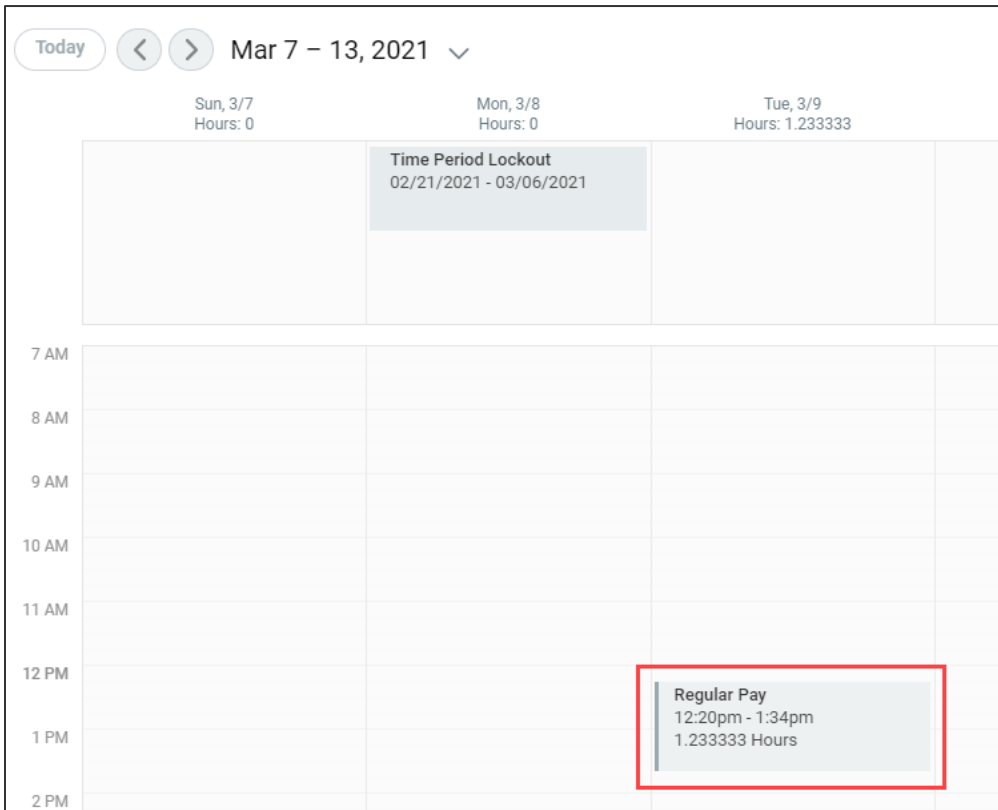 Today
Mar 7 – 13, 2021
Sun, 3/7
Hours: 0
Mon, 3/8
Hours: 0
Tue, 3/9
Hours: 1.233333
Time Period Lockout
02/21/2021 - 03/06/2021
7 AM
8 AM
9 AM
10 AM
11 AM
12 PM
Regular Pay
12:20pm - 1:34pm
1.233333 Hours
1 PM
2 PM